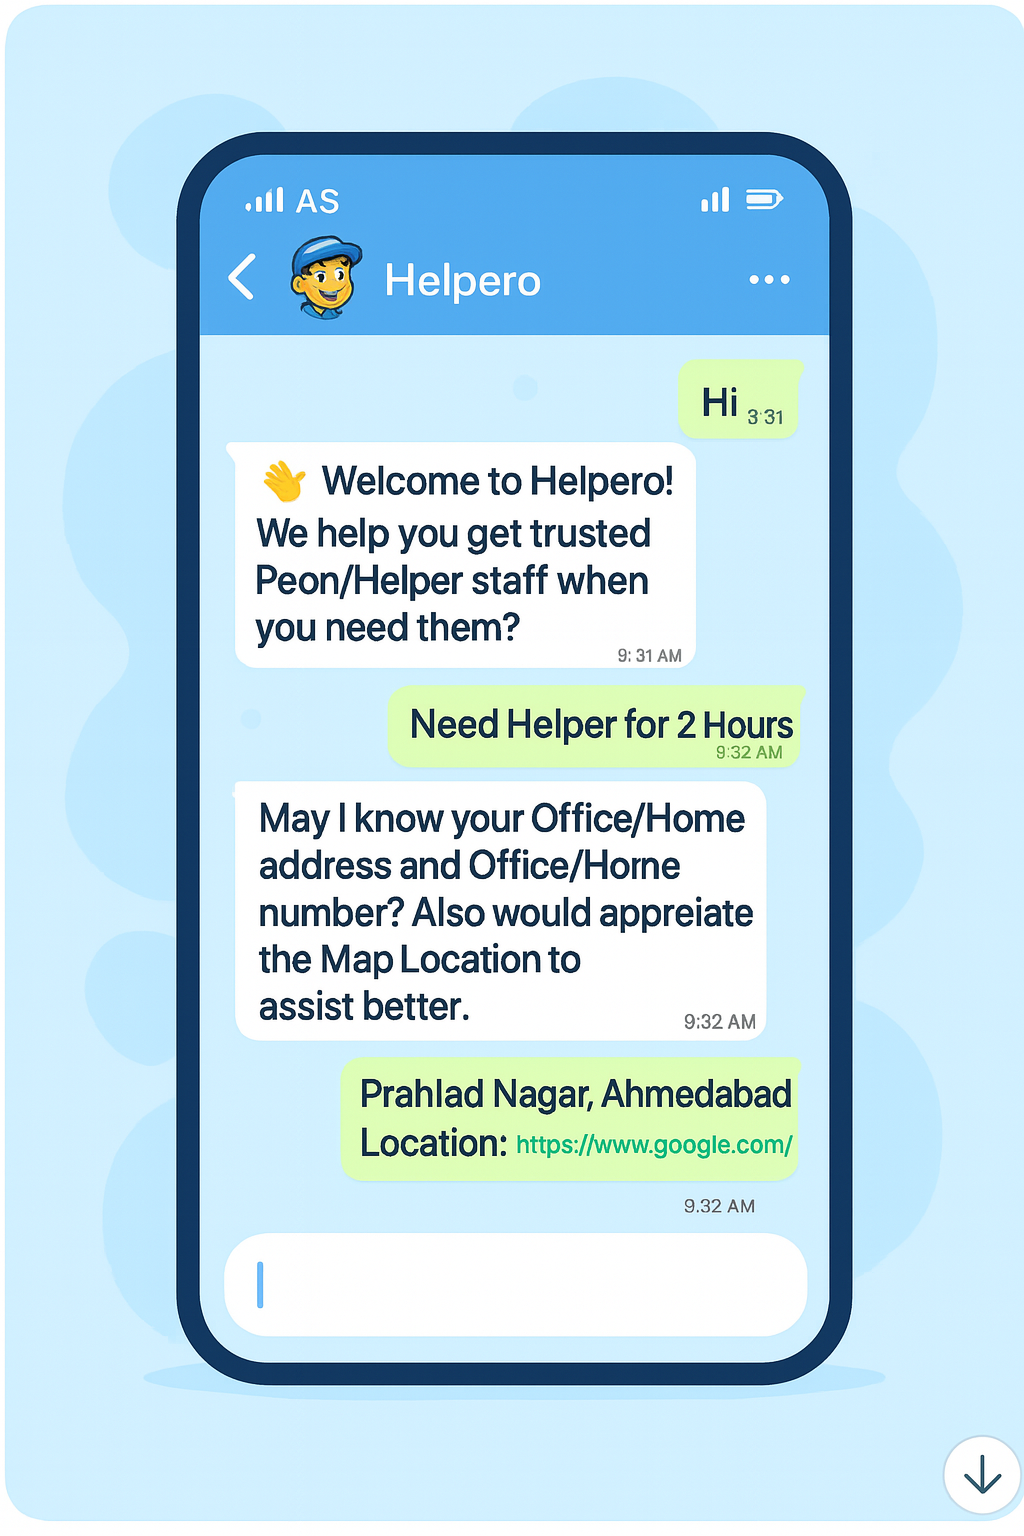 AS
Helpero
Hi 3:31
👋 Welcome to Helpero!
We help you get trusted
Peon/Helper staff when
you need them?
9:31 AM
Need Helper for 2 Hours
9:32 AM
May I know your Office/Home
address and Office/Horne
number? Also would appreiate
the Map Location to
assist better.
9:32 AM
Prahlad Nagar, Ahmedabad
Location: https://www.google.com/
9.32 AM